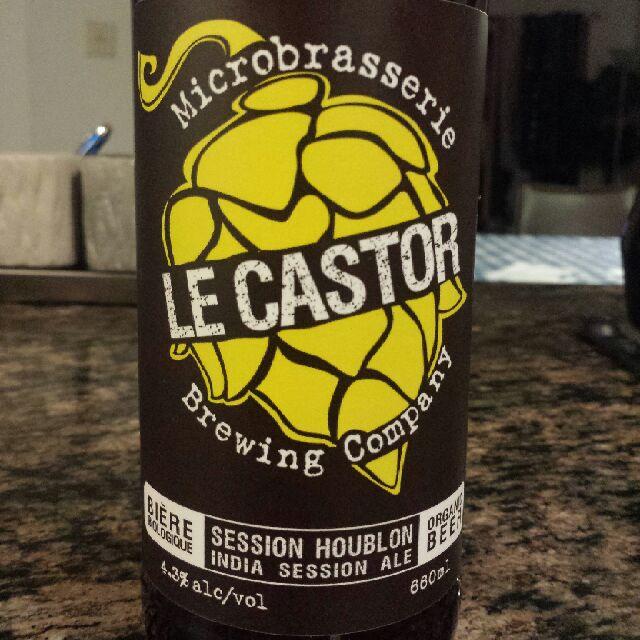 Microbrasserie
LE CASTOR
Brewing Company
BIÈRE
BIOLOGIQUE
SESSION HOUBLON
INDIA SESSION ALE
ORGANIC
BEER
4.3% alc/vol
660ml